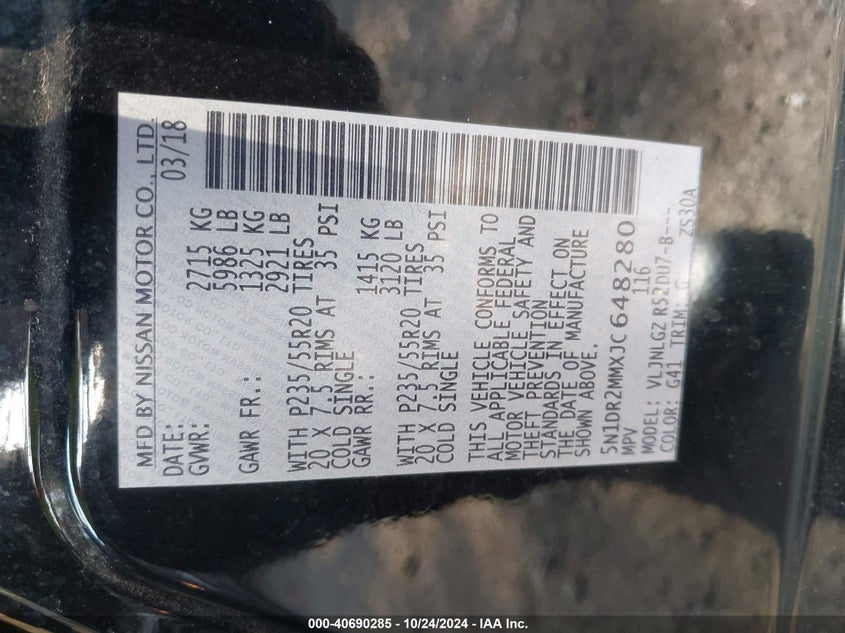 MFD BY NISSAN MOTOR CO., LTD.
DATE: 03/18
GVWR: 2715 KG
5986 LB
GAWR FR.: 1325 KG
2921 LB
WITH P235/55R20 TIRES
20 X 7.5 RIMS AT 35 PSI
COLD SINGLE
GAWR RR.: 1415 KG
3120 LB
WITH P235/55R20 TIRES
20 X 7.5 RIMS AT 35 PSI
COLD SINGLE
THIS VEHICLE CONFORMS TO
ALL APPLICABLE FEDERAL
MOTOR VEHICLE SAFETY AND
THEFT PREVENTION
STANDARDS IN EFFECT ON
THE DATE OF MANUFACTURE
SHOWN ABOVE.
5N1DR2MMXJC648280
MPV 116
MODEL: VLJNLGZ R52DU7-B---
COLOR: G41 TRIM: G ZS30A
000-40690285 - 10/24/2024 - IAA Inc.